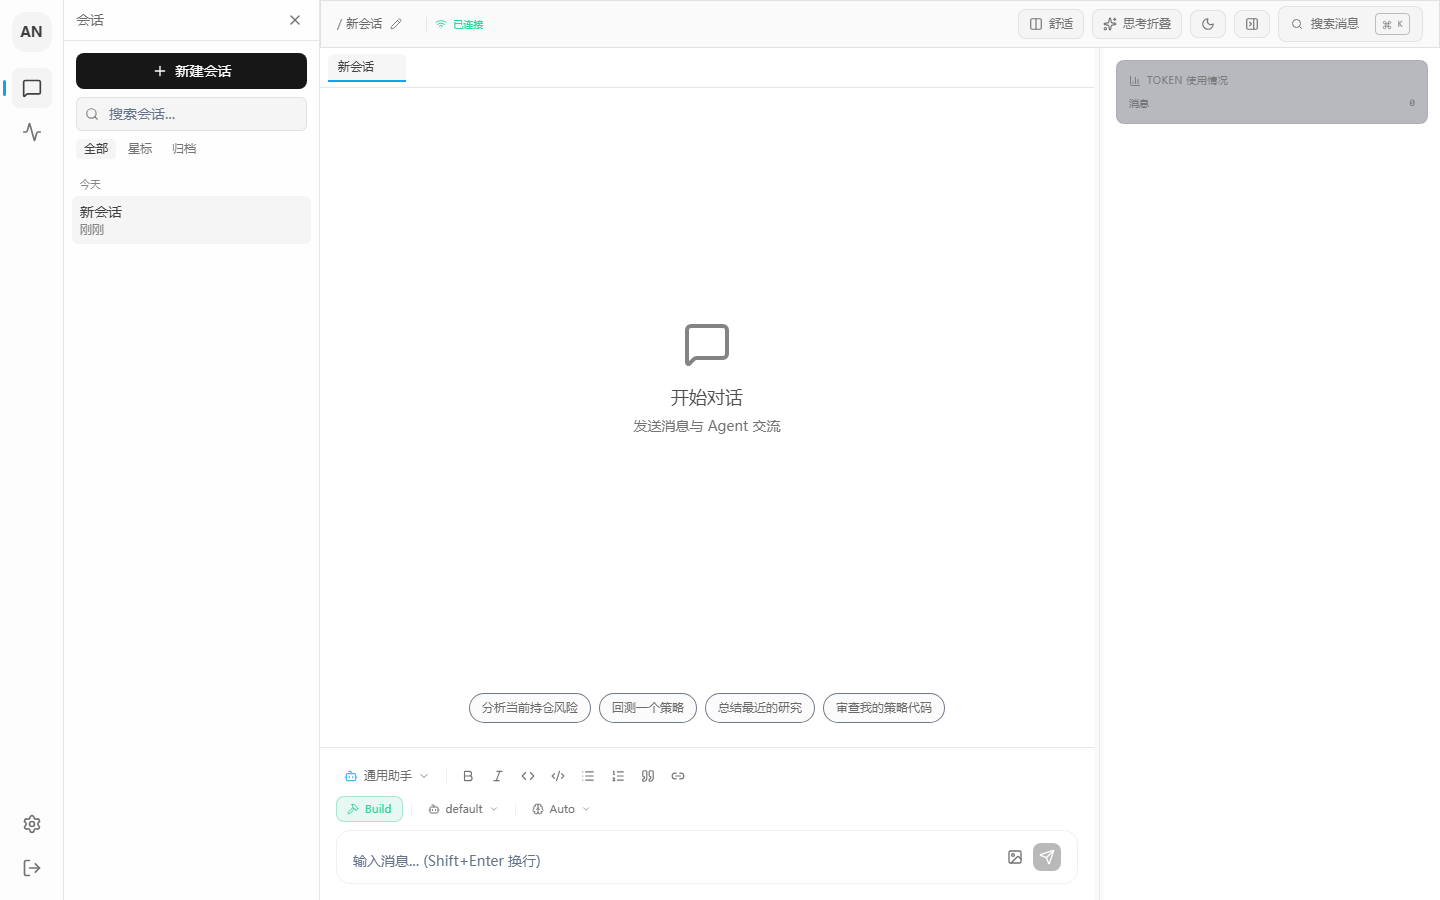 AN
会话
新建会话
搜索会话...
全部 星标 归档
今天
新会话
刚刚
/ 新会话
已连接
舒适
思考折叠
搜索消息 ⌘ K
新会话
开始对话
发送消息与 Agent 交流
分析当前持仓风险
回测一个策略
总结最近的研究
审查我的策略代码
通用助手
Build
default
Auto
输入消息... (Shift+Enter 换行)
TOKEN 使用情况
消息 0